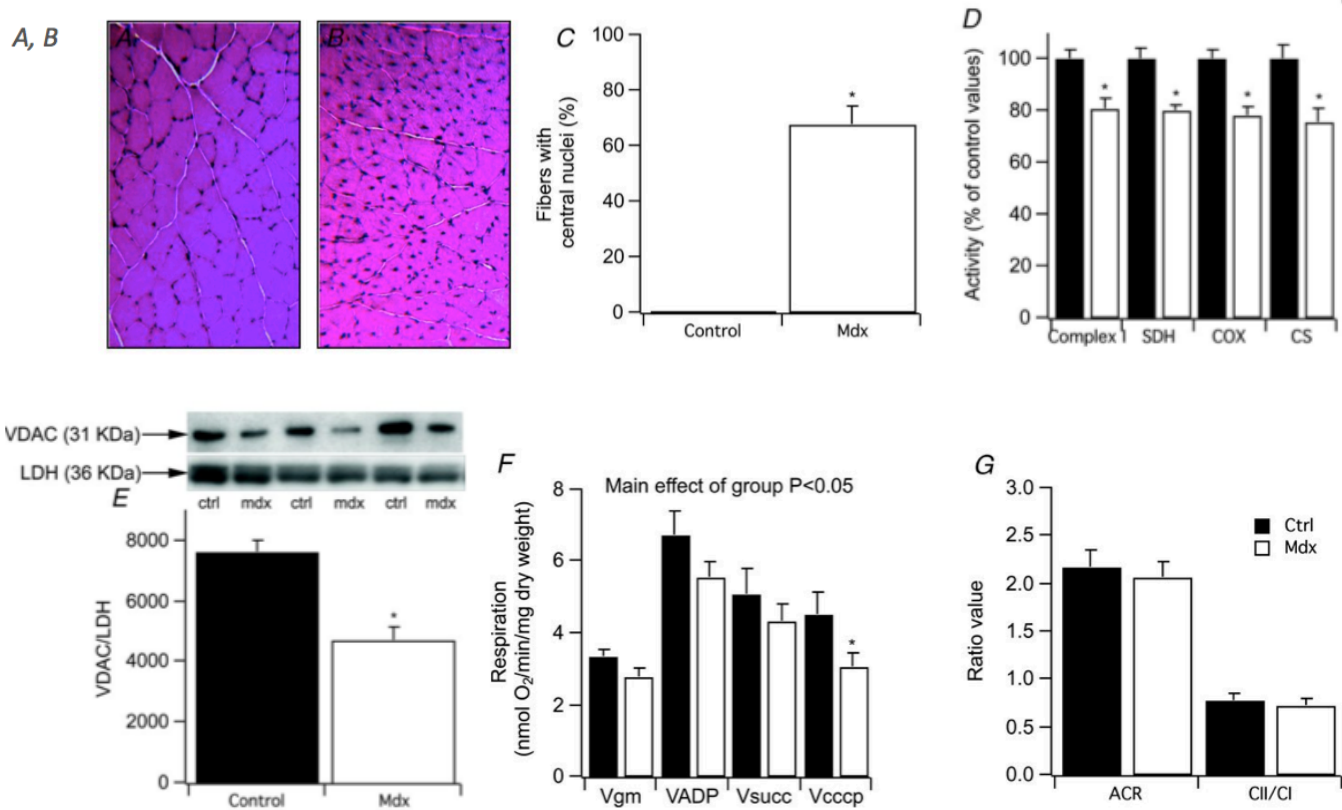 A, B
A
B
C
100
80
60
40
20
0
Fibers with
central nuclei (%)
*
Control
Mdx
D
100
80
60
40
20
0
Activity (% of control values)
*
*
*
*
Complex 1
SDH
COX
CS
VDAC (31 KDa)
LDH (36 KDa)
ctrl mdx ctrl mdx ctrl mdx
E
8000
6000
4000
2000
0
VDAC/LDH
*
Control
Mdx
F
Main effect of group P<0.05
8
6
4
2
0
Respiration
(nmol O2/min/mg dry weight)
*
Vgm
VADP
Vsucc
Vcccp
G
3.0
2.5
2.0
1.5
1.0
0.5
0.0
Ratio value
Ctrl
Mdx
ACR
CII/CI